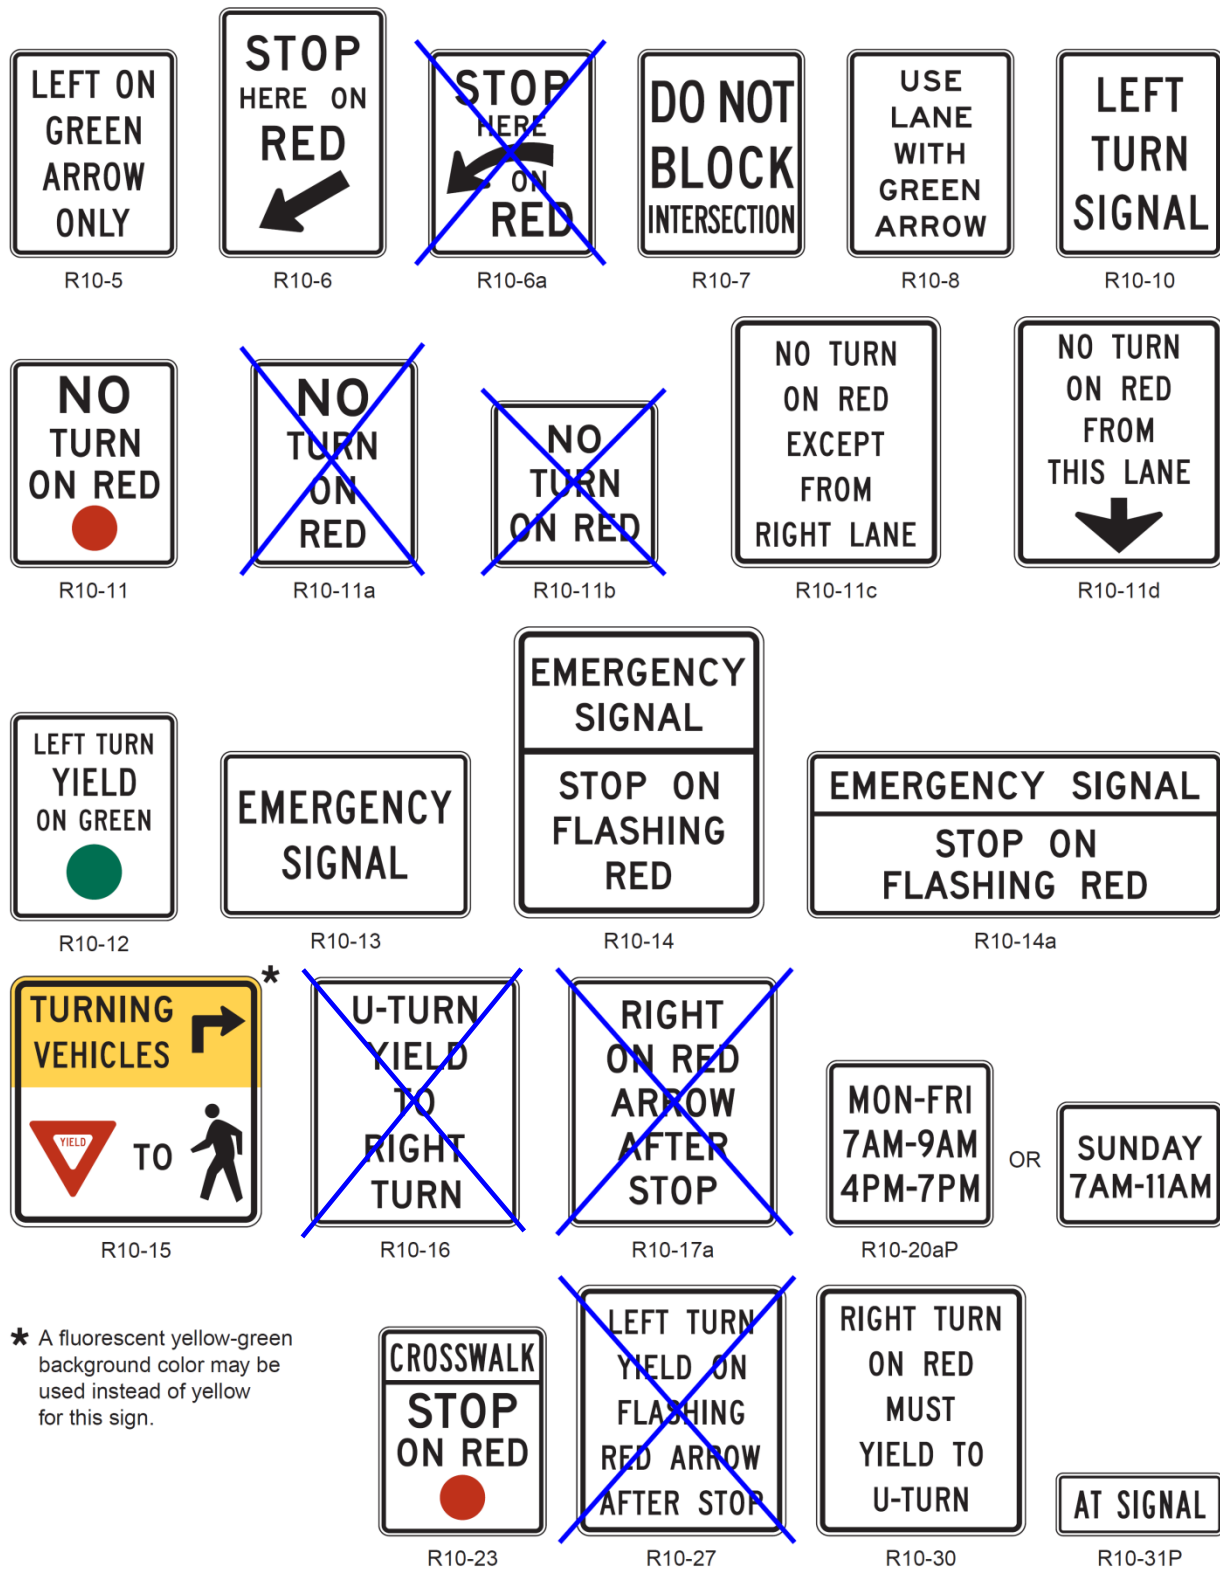 LEFT ON
GREEN
ARROW
ONLY
R10-5
STOP
HERE ON
RED
R10-6
STOP
HERE
ON
RED
R10-6a
DO NOT
BLOCK
INTERSECTION
R10-7
USE
LANE
WITH
GREEN
ARROW
R10-8
LEFT
TURN
SIGNAL
R10-10
NO
TURN
ON RED
R10-11
NO
TURN
ON
RED
R10-11a
NO
TURN
ON RED
R10-11b
NO TURN
ON RED
EXCEPT
FROM
RIGHT LANE
R10-11c
NO TURN
ON RED
FROM
THIS LANE
R10-11d
LEFT TURN
YIELD
ON GREEN
R10-12
EMERGENCY
SIGNAL
R10-13
EMERGENCY
SIGNAL
STOP ON
FLASHING
RED
R10-14
EMERGENCY SIGNAL
STOP ON
FLASHING RED
R10-14a
TURNING
VEHICLES
*
YIELD
TO
R10-15
U-TURN
YIELD
TO
RIGHT
TURN
R10-16
RIGHT
ON RED
ARROW
AFTER
STOP
R10-17a
MON-FRI
7AM-9AM
4PM-7PM
R10-20aP
OR
SUNDAY
7AM-11AM
* A fluorescent yellow-green
background color may be
used instead of yellow
for this sign.
CROSSWALK
STOP
ON RED
R10-23
LEFT TURN
YIELD ON
FLASHING
RED ARROW
AFTER STOP
R10-27
RIGHT TURN
ON RED
MUST
YIELD TO
U-TURN
R10-30
AT SIGNAL
R10-31P